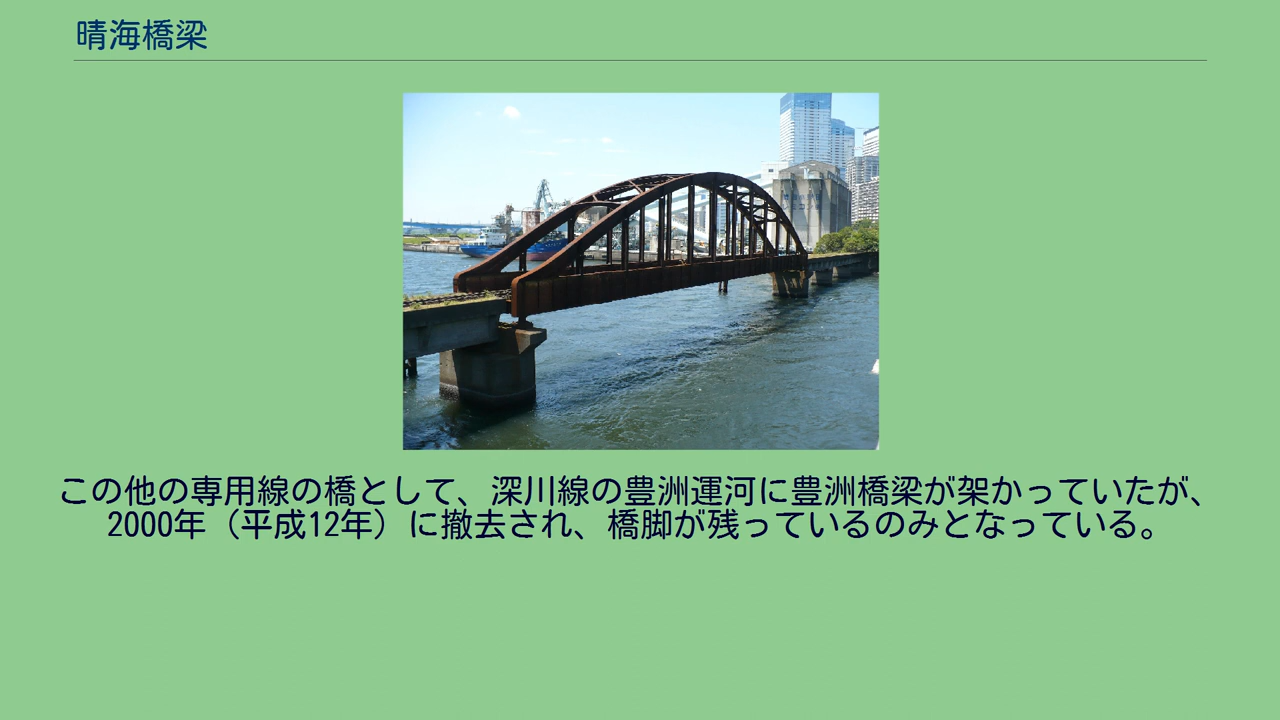 晴海橋梁
この他の専用線の橋として、深川線の豊洲運河に豊洲橋梁が架かっていたが、
2000年（平成12年）に撤去され、橋脚が残っているのみとなっている。